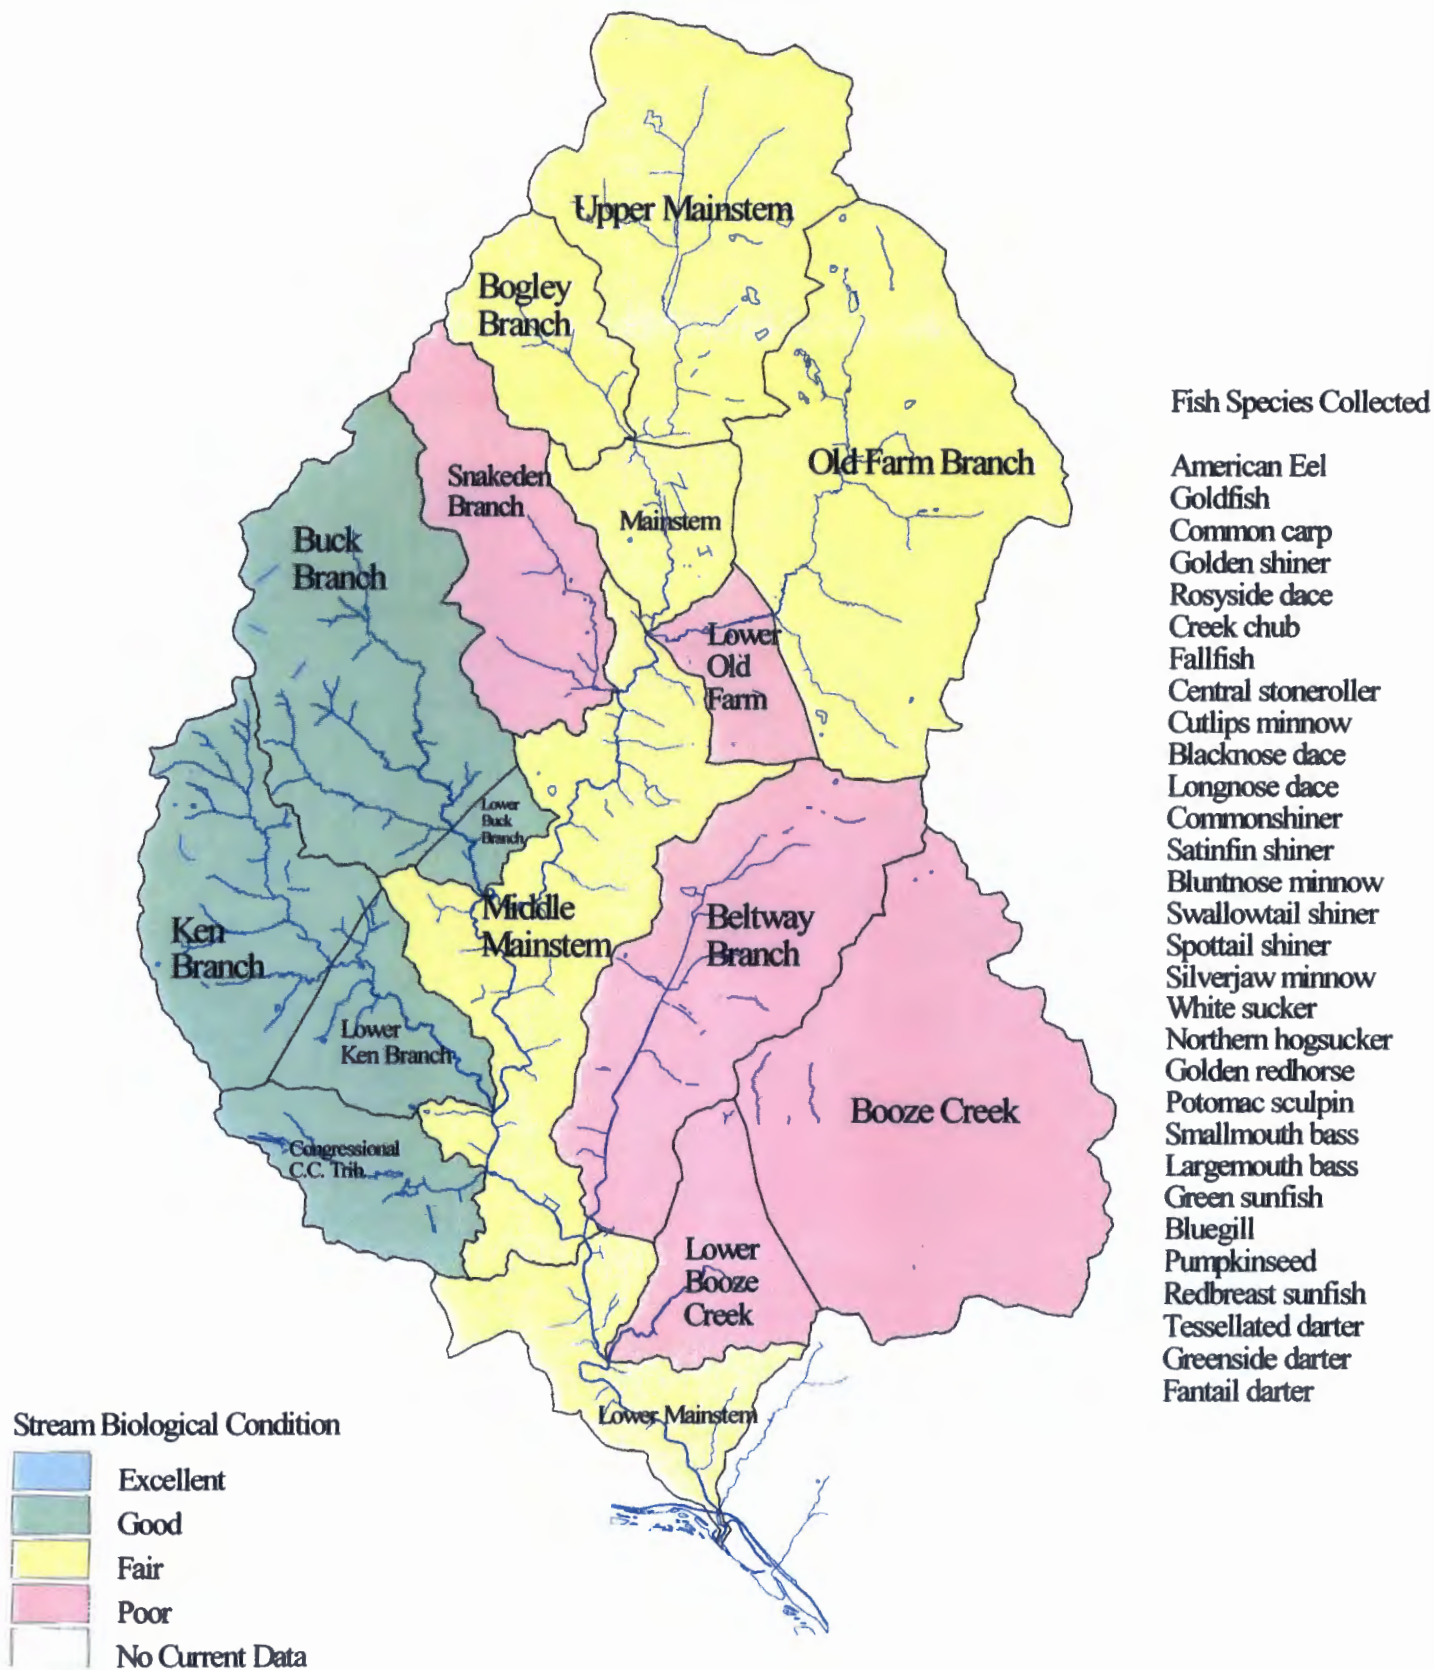 Upper Mainstem
Bogley
Branch
Old Farm Branch
Snakeden
Branch
Mainstem
Buck
Branch
Lower
Old
Farm
Lower
Buck
Branch
Middle
Mainstem
Beltway
Branch
Ken
Branch
Lower
Ken Branch
Booze Creek
Congressional
C.C. Trib.
Lower
Booze
Creek
Lower Mainstem
Fish Species Collected
American Eel
Goldfish
Common carp
Golden shiner
Rosyside dace
Creek chub
Fallfish
Central stoneroller
Cutlips minnow
Blacknose dace
Longnose dace
Commonshiner
Satinfin shiner
Bluntnose minnow
Swallowtail shiner
Spottail shiner
Silverjaw minnow
White sucker
Northern hogsucker
Golden redhorse
Potomac sculpin
Smallmouth bass
Largemouth bass
Green sunfish
Bluegill
Pumpkinseed
Redbreast sunfish
Tessellated darter
Greenside darter
Fantail darter
Stream Biological Condition
Excellent
Good
Fair
Poor
No Current Data